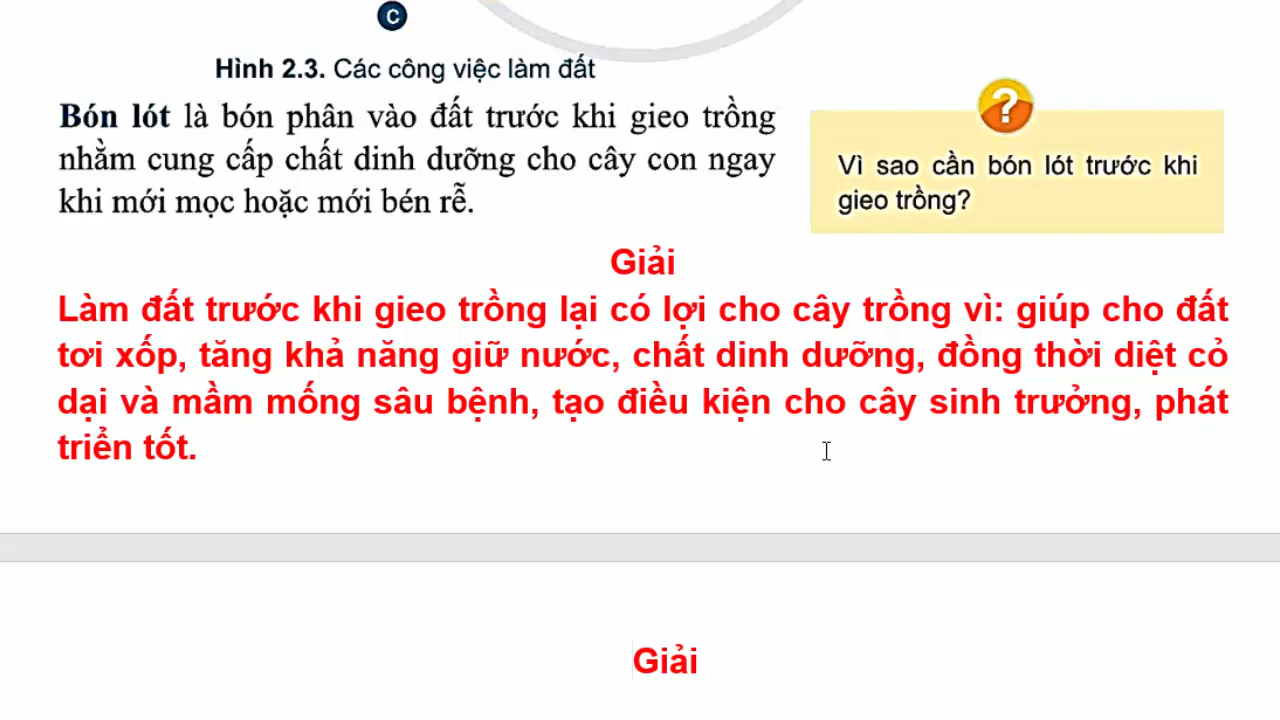 C
Hình 2.3. Các công việc làm đất
Bón lót là bón phân vào đất trước khi gieo trồng
nhằm cung cấp chất dinh dưỡng cho cây con ngay
khi mới mọc hoặc mới bén rễ.
?
Vì sao cần bón lót trước khi
gieo trồng?
Giải
Làm đất trước khi gieo trồng lại có lợi cho cây trồng vì: giúp cho đất
tơi xốp, tăng khả năng giữ nước, chất dinh dưỡng, đồng thời diệt cỏ
dại và mầm mống sâu bệnh, tạo điều kiện cho cây sinh trưởng, phát
triển tốt.
Giải